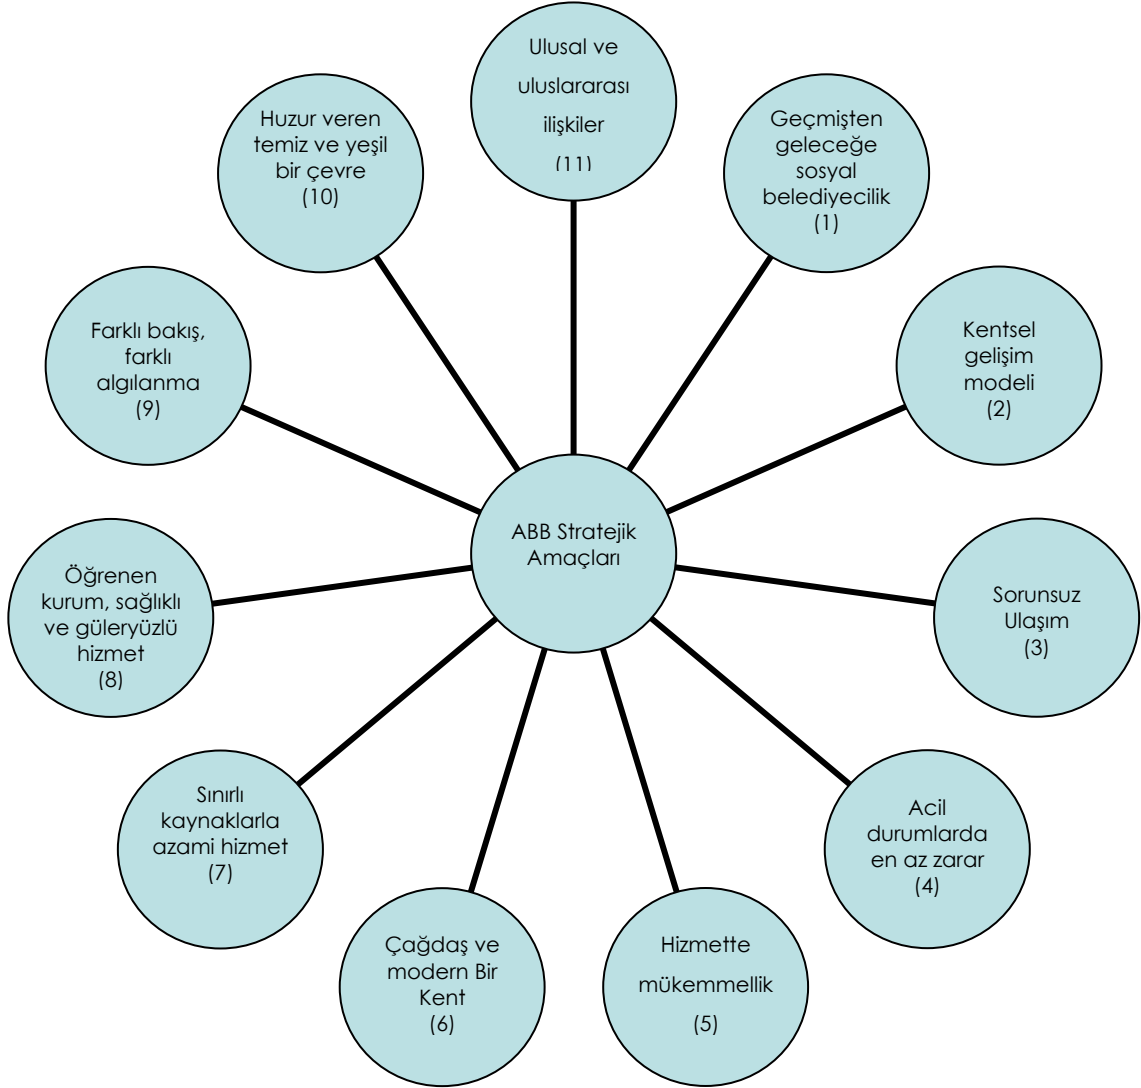 Ulusal ve
uluslararası
ilişkiler
(11)
Geçmişten
geleceğe
sosyal
belediyecilik
(1)
Kentsel
gelişim
modeli
(2)
Sorunsuz
Ulaşım
(3)
Acil
durumlarda
en az zarar
(4)
Hizmette
mükemmellik
(5)
Çağdaş ve
modern Bir
Kent
(6)
Sınırlı
kaynaklarla
azami hizmet
(7)
Öğrenen
kurum, sağlıklı
ve güleryüzlü
hizmet
(8)
Farklı bakış,
farklı
algılanma
(9)
Huzur veren
temiz ve yeşil
bir çevre
(10)
ABB Stratejik
Amaçları